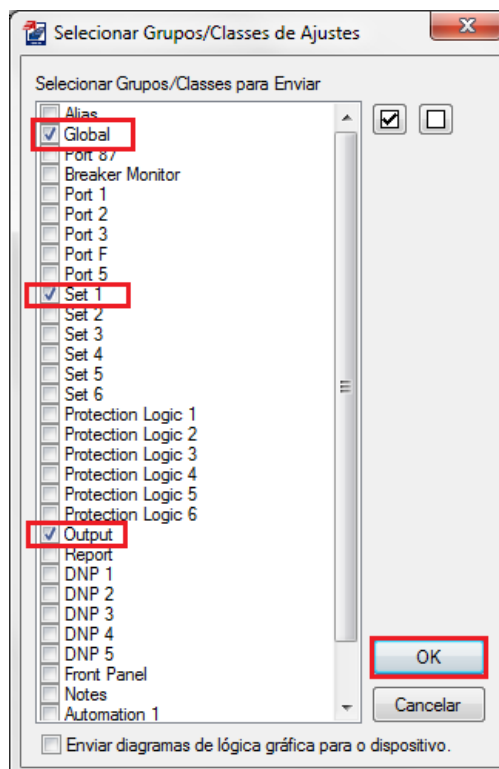 Selecionar Grupos/Classes de Ajustes
Selecionar Grupos/Classes para Enviar
Alias
Global
Port 87
Breaker Monitor
Port 1
Port 2
Port 3
Port F
Port 5
Set 1
Set 2
Set 3
Set 4
Set 5
Set 6
Protection Logic 1
Protection Logic 2
Protection Logic 3
Protection Logic 4
Protection Logic 5
Protection Logic 6
Output
Report
DNP 1
DNP 2
DNP 3
DNP 4
DNP 5
Front Panel
Notes
Automation 1
OK
Cancelar
Enviar diagramas de lógica gráfica para o dispositivo.